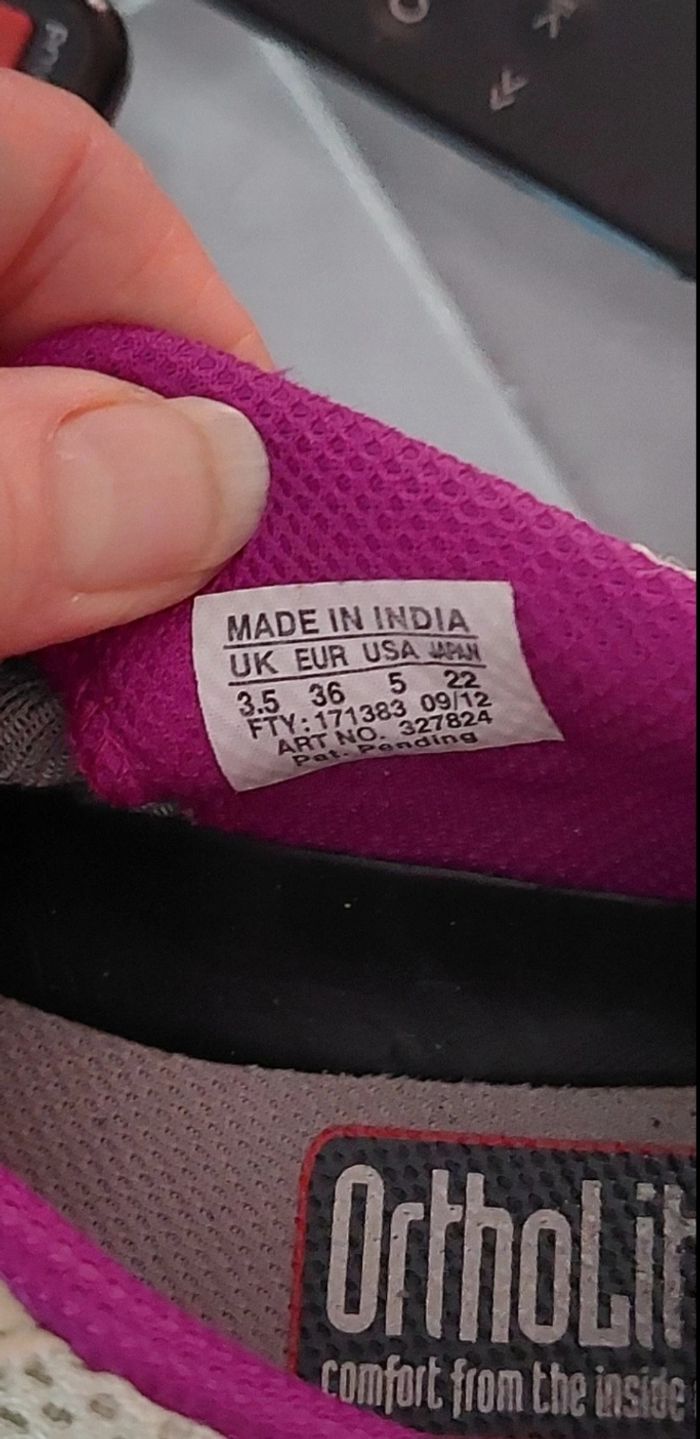 MADE IN INDIA
UK EUR USA JAPAN
3.5 36 5 22
FTY:171383 09/12
ART NO. 327824
Pat. Pending
OrthoLit
comfort from the inside